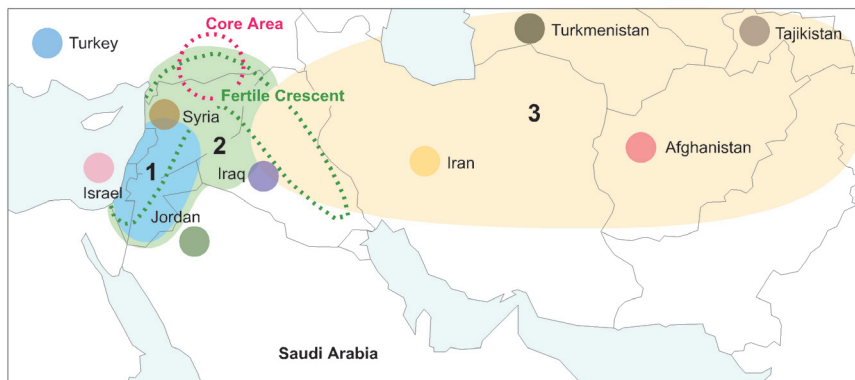 Core Area
Turkey
Turkmenistan
Tajikistan
Fertile Crescent
Syria
3
2
Afghanistan
1
Iran
Iraq
Israel
Jordan
Saudi Arabia